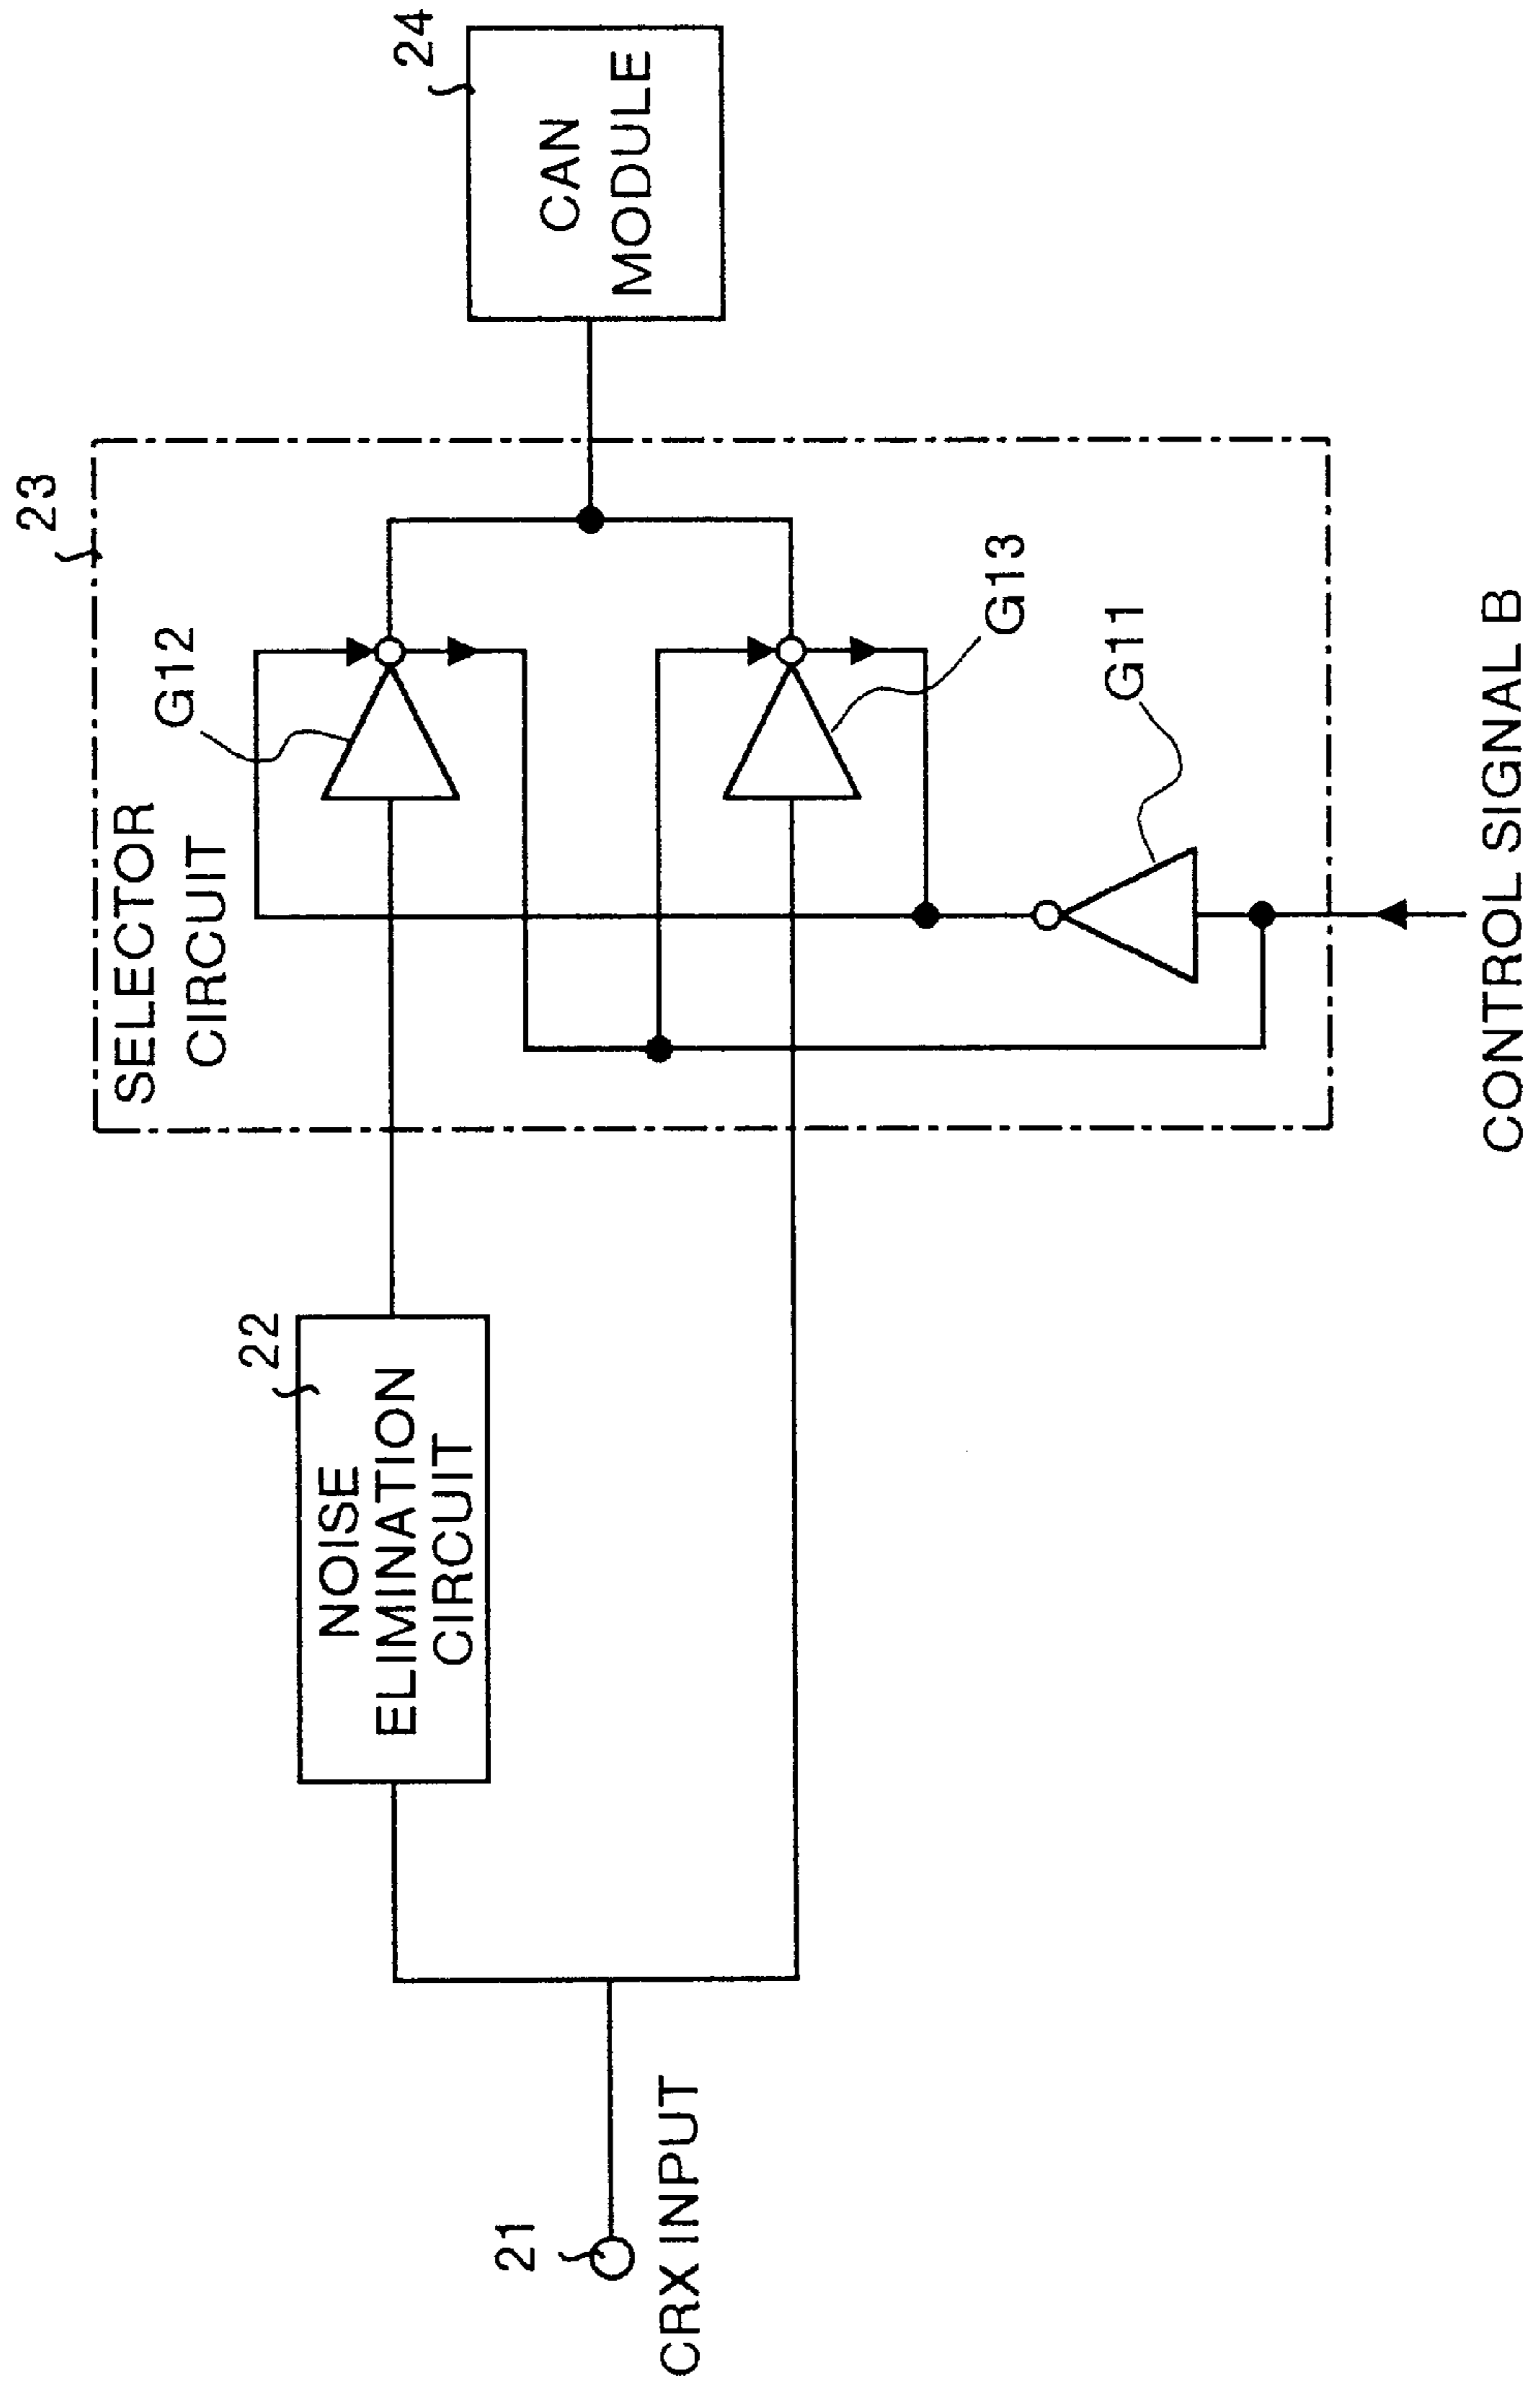 23
SELECTOR
CIRCUIT
22
NOISE
ELIMINATION
CIRCUIT
G12
24
CAN
MODULE
21
CRX INPUT
G13
G11
CONTROL SIGNAL B